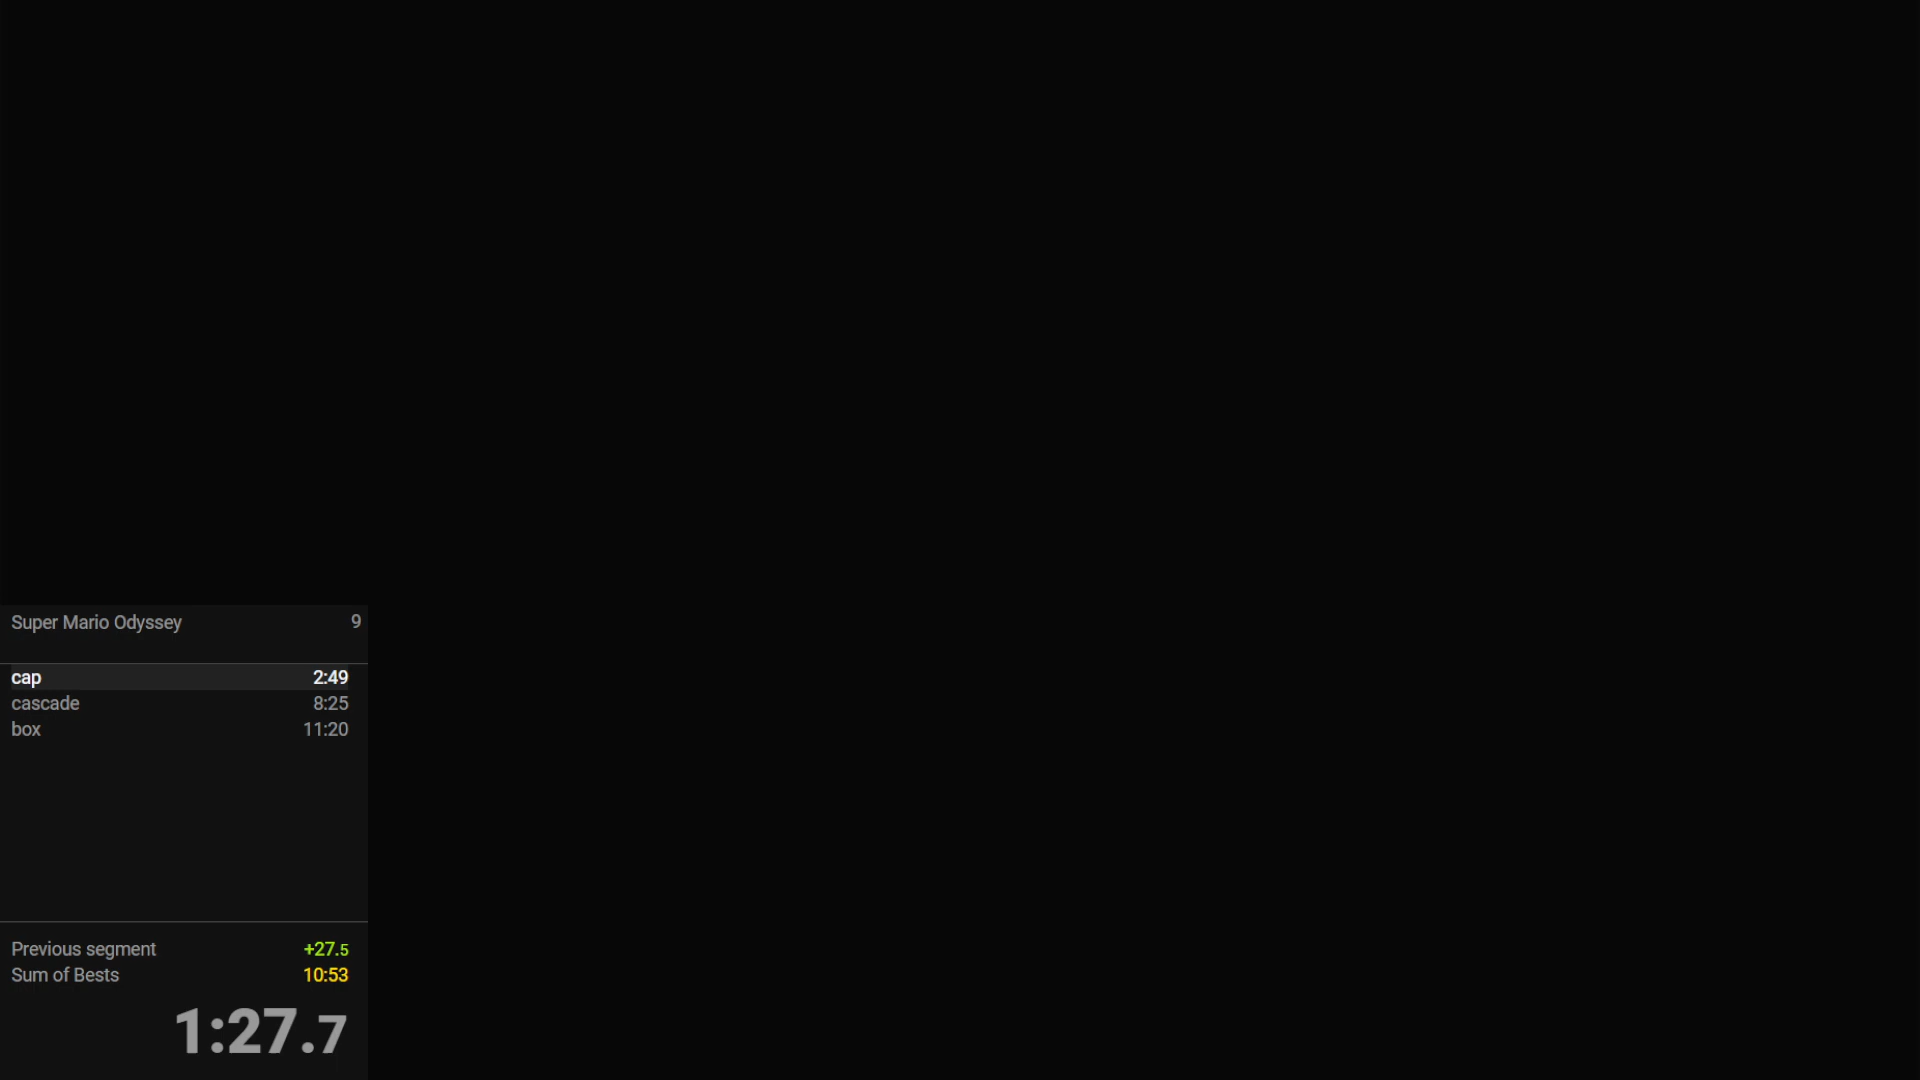 Super Mario Odyssey 9
cap 2:49
cascade 8:25
box 11:20
Previous segment +27.5
Sum of Bests 10:53
1:27.7